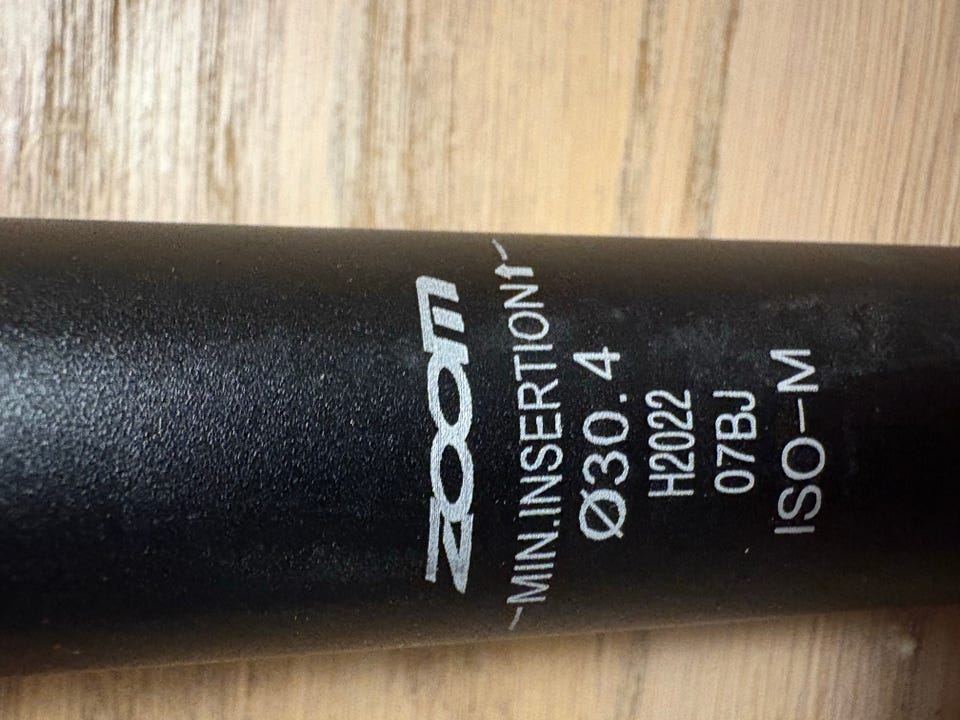 zoom
MIN.INSERTION↑
Ø30.4
H2022
07BJ
ISO-M